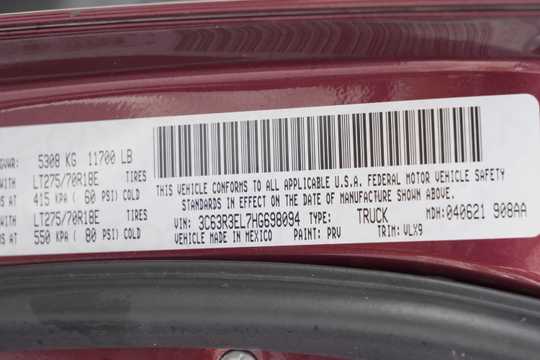 GVWR: 5308 KG 11700 LB
WITH LT275/70R18E TIRES
AT 415 KPA ( 60 PSI) COLD
WITH LT275/70R18E TIRES
AT 550 KPA ( 80 PSI) COLD
THIS VEHICLE CONFORMS TO ALL APPLICABLE U.S.A. FEDERAL MOTOR VEHICLE SAFETY
STANDARDS IN EFFECT ON THE DATE OF MANUFACTURE SHOWN ABOVE.
VIN: 3C63R3EL7HG698094 TYPE: TRUCK MDH:040621 908AA
VEHICLE MADE IN MEXICO PAINT: PRV TRIM: VLX9